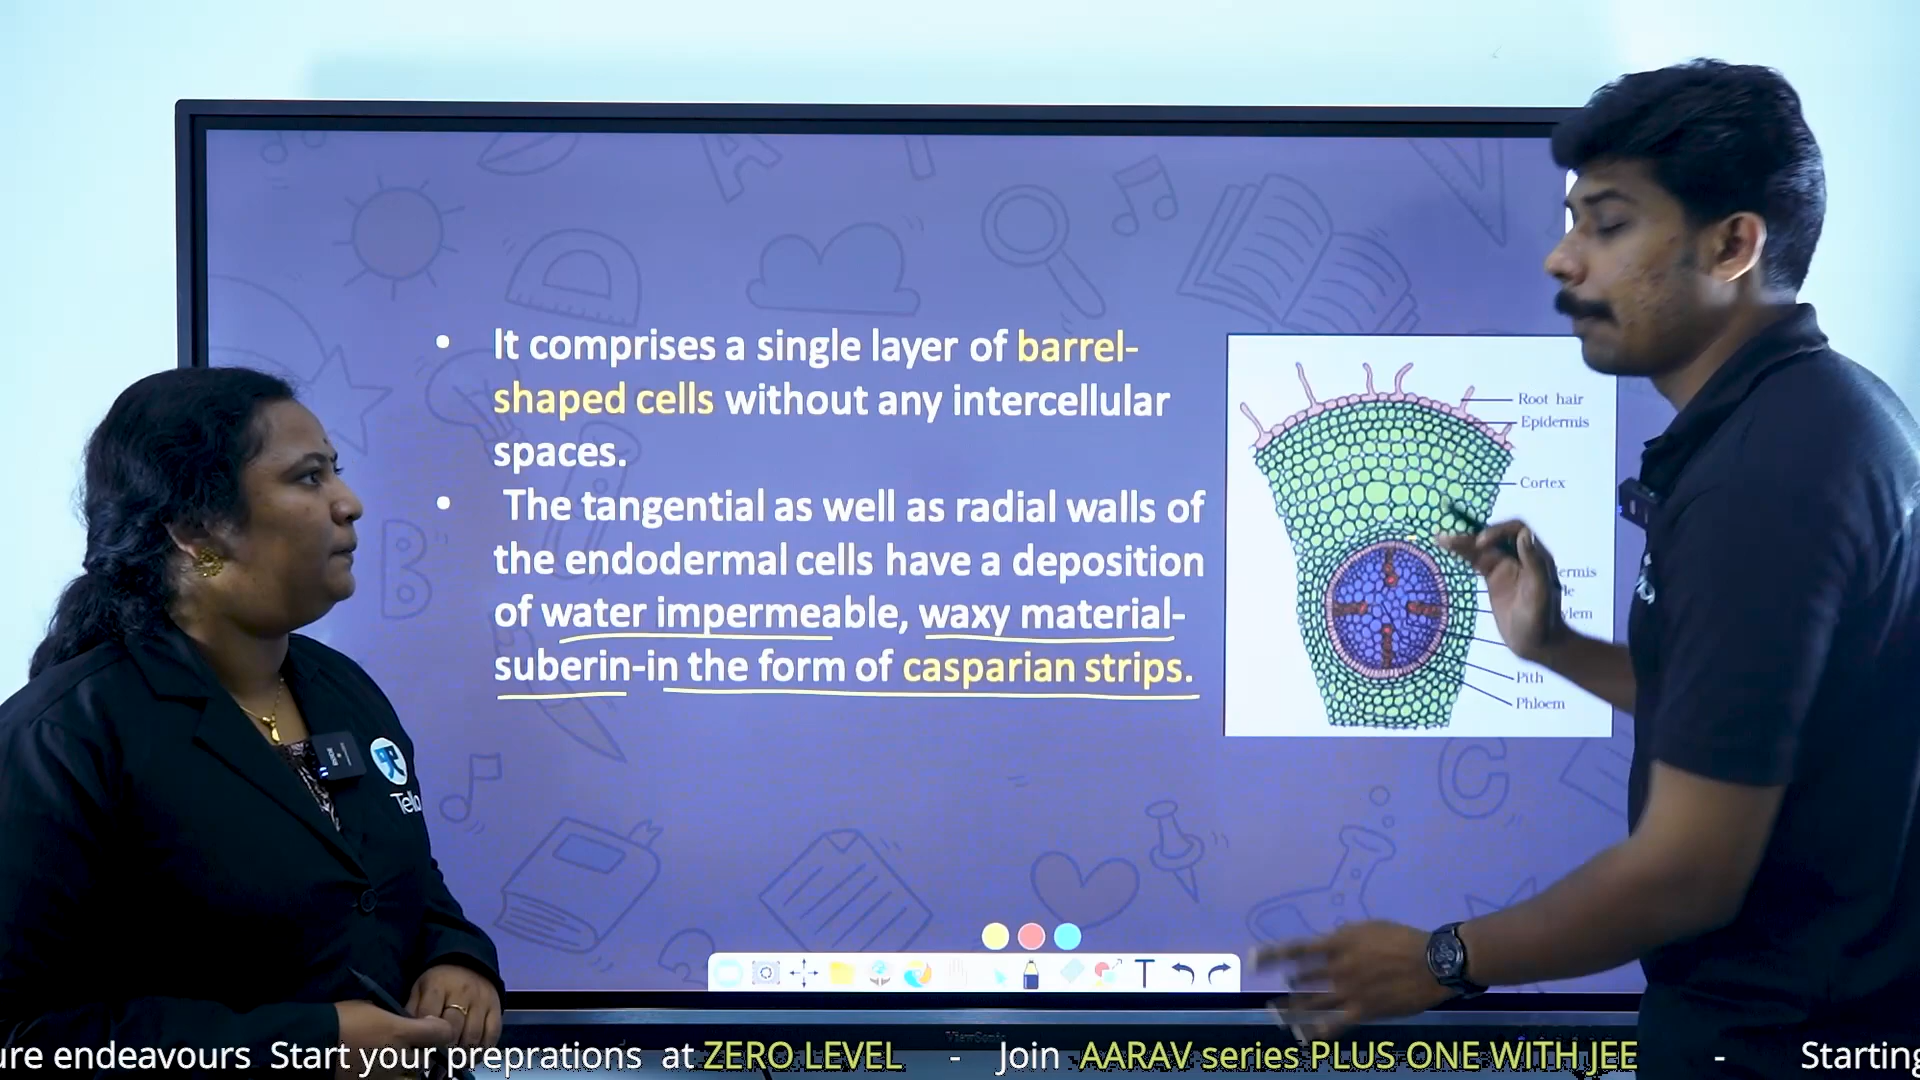 • It comprises a single layer of barrel-
shaped cells without any intercellular
spaces.
• The tangential as well as radial walls of
the endodermal cells have a deposition
of water impermeable, waxy material-
suberin-in the form of casparian strips.
Root hair
Epidermis
Cortex
Pith
Phloem
ViewSonic
ure endeavours Start your preprations at ZERO LEVEL - Join AARAV series PLUS ONE WITH JEE - Starting